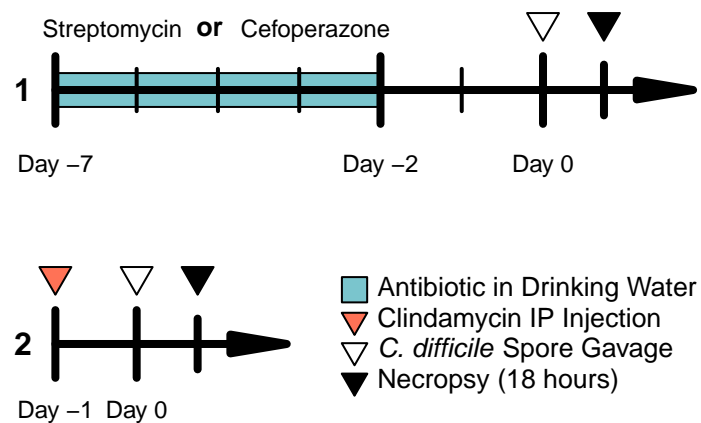 Streptomycin or Cefoperazone
1
Day −7 Day −2 Day 0
2
Day −1 Day 0
Antibiotic in Drinking Water
Clindamycin IP Injection
C. difficile Spore Gavage
Necropsy (18 hours)